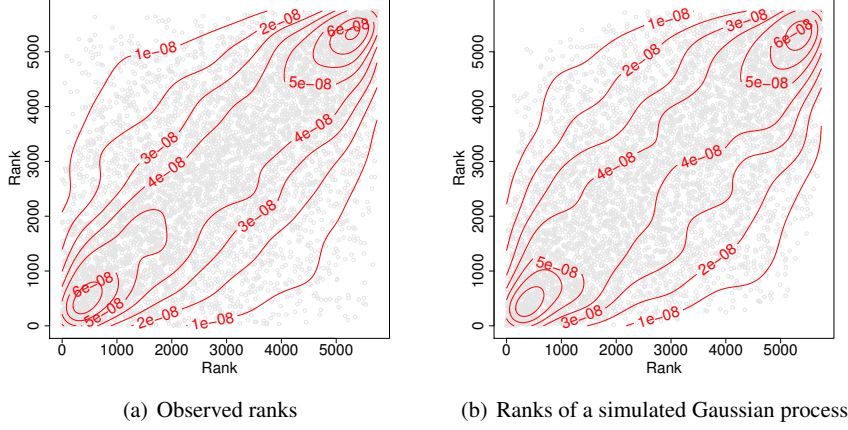 5000
4000
3000
2000
1000
0
Rank
1e−08
2e−08
6e−08
5e−08
4e−08
3e−08
4e−08
3e−08
6e−08
5e−08
2e−08
1e−08
0 1000 2000 3000 4000 5000
Rank
(a) Observed ranks
5000
4000
3000
2000
1000
0
Rank
1e−08
2e−08
3e−08
6e−08
5e−08
4e−08
4e−08
5e−08
2e−08
3e−08
1e−08
0 1000 2000 3000 4000 5000
Rank
(b) Ranks of a simulated Gaussian process